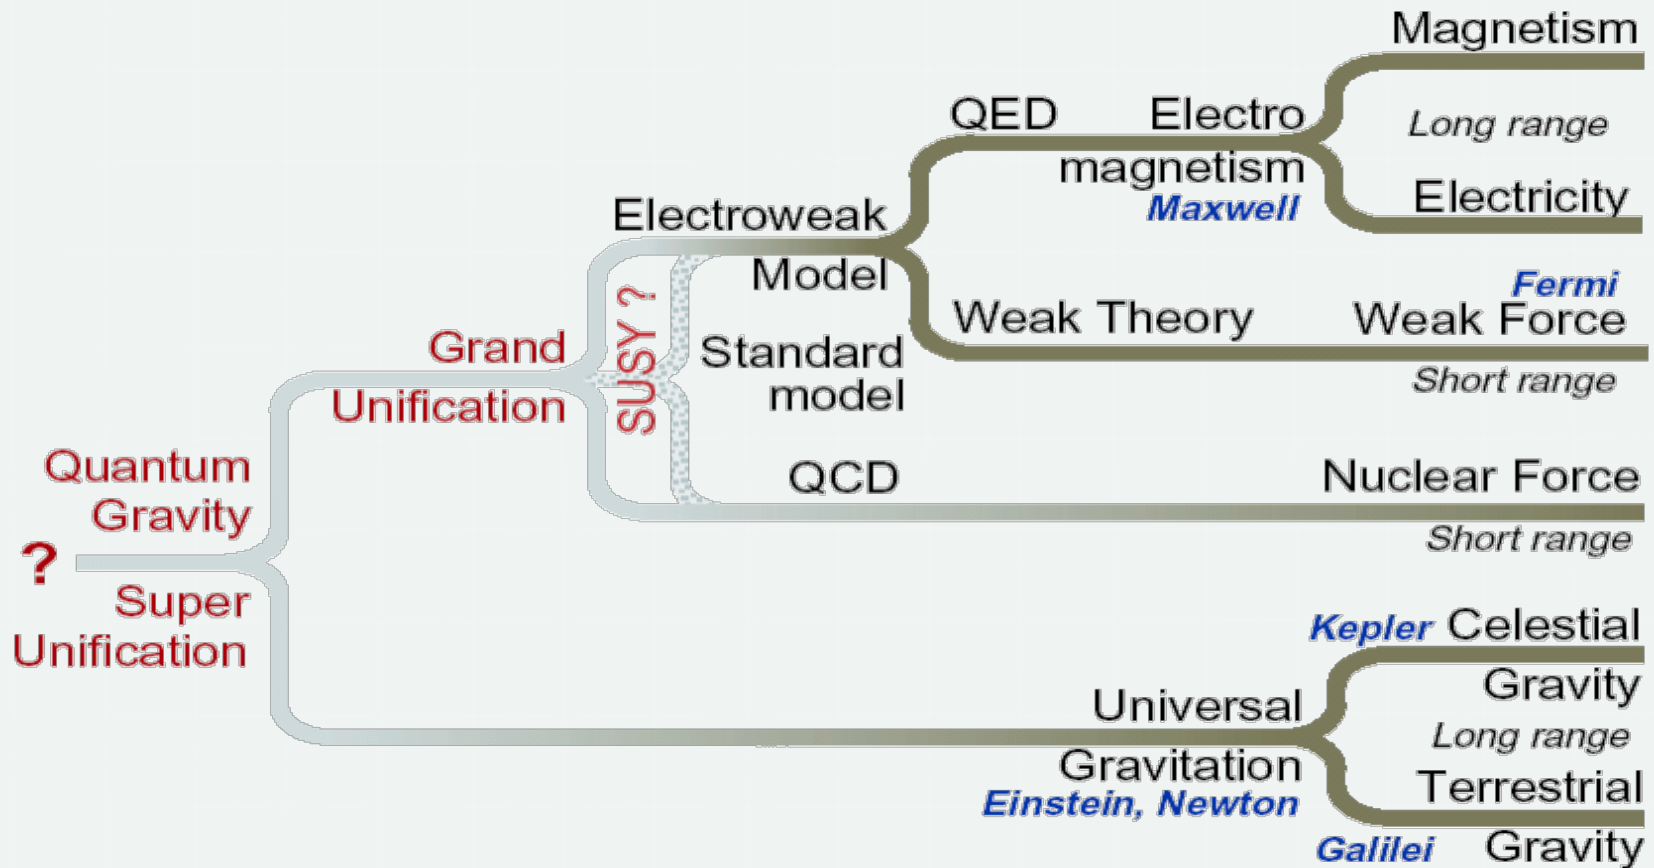 Magnetism
Long range
QED
Electro
magnetism
Maxwell
Electricity
Electroweak
Model
Fermi
Weak Theory
Weak Force
Short range
Grand
Unification
SUSY ?
Standard
model
QCD
Nuclear Force
Short range
Quantum
Gravity
?
Super
Unification
Kepler Celestial
Gravity
Long range
Universal
Gravitation
Einstein, Newton
Terrestrial
Galilei Gravity